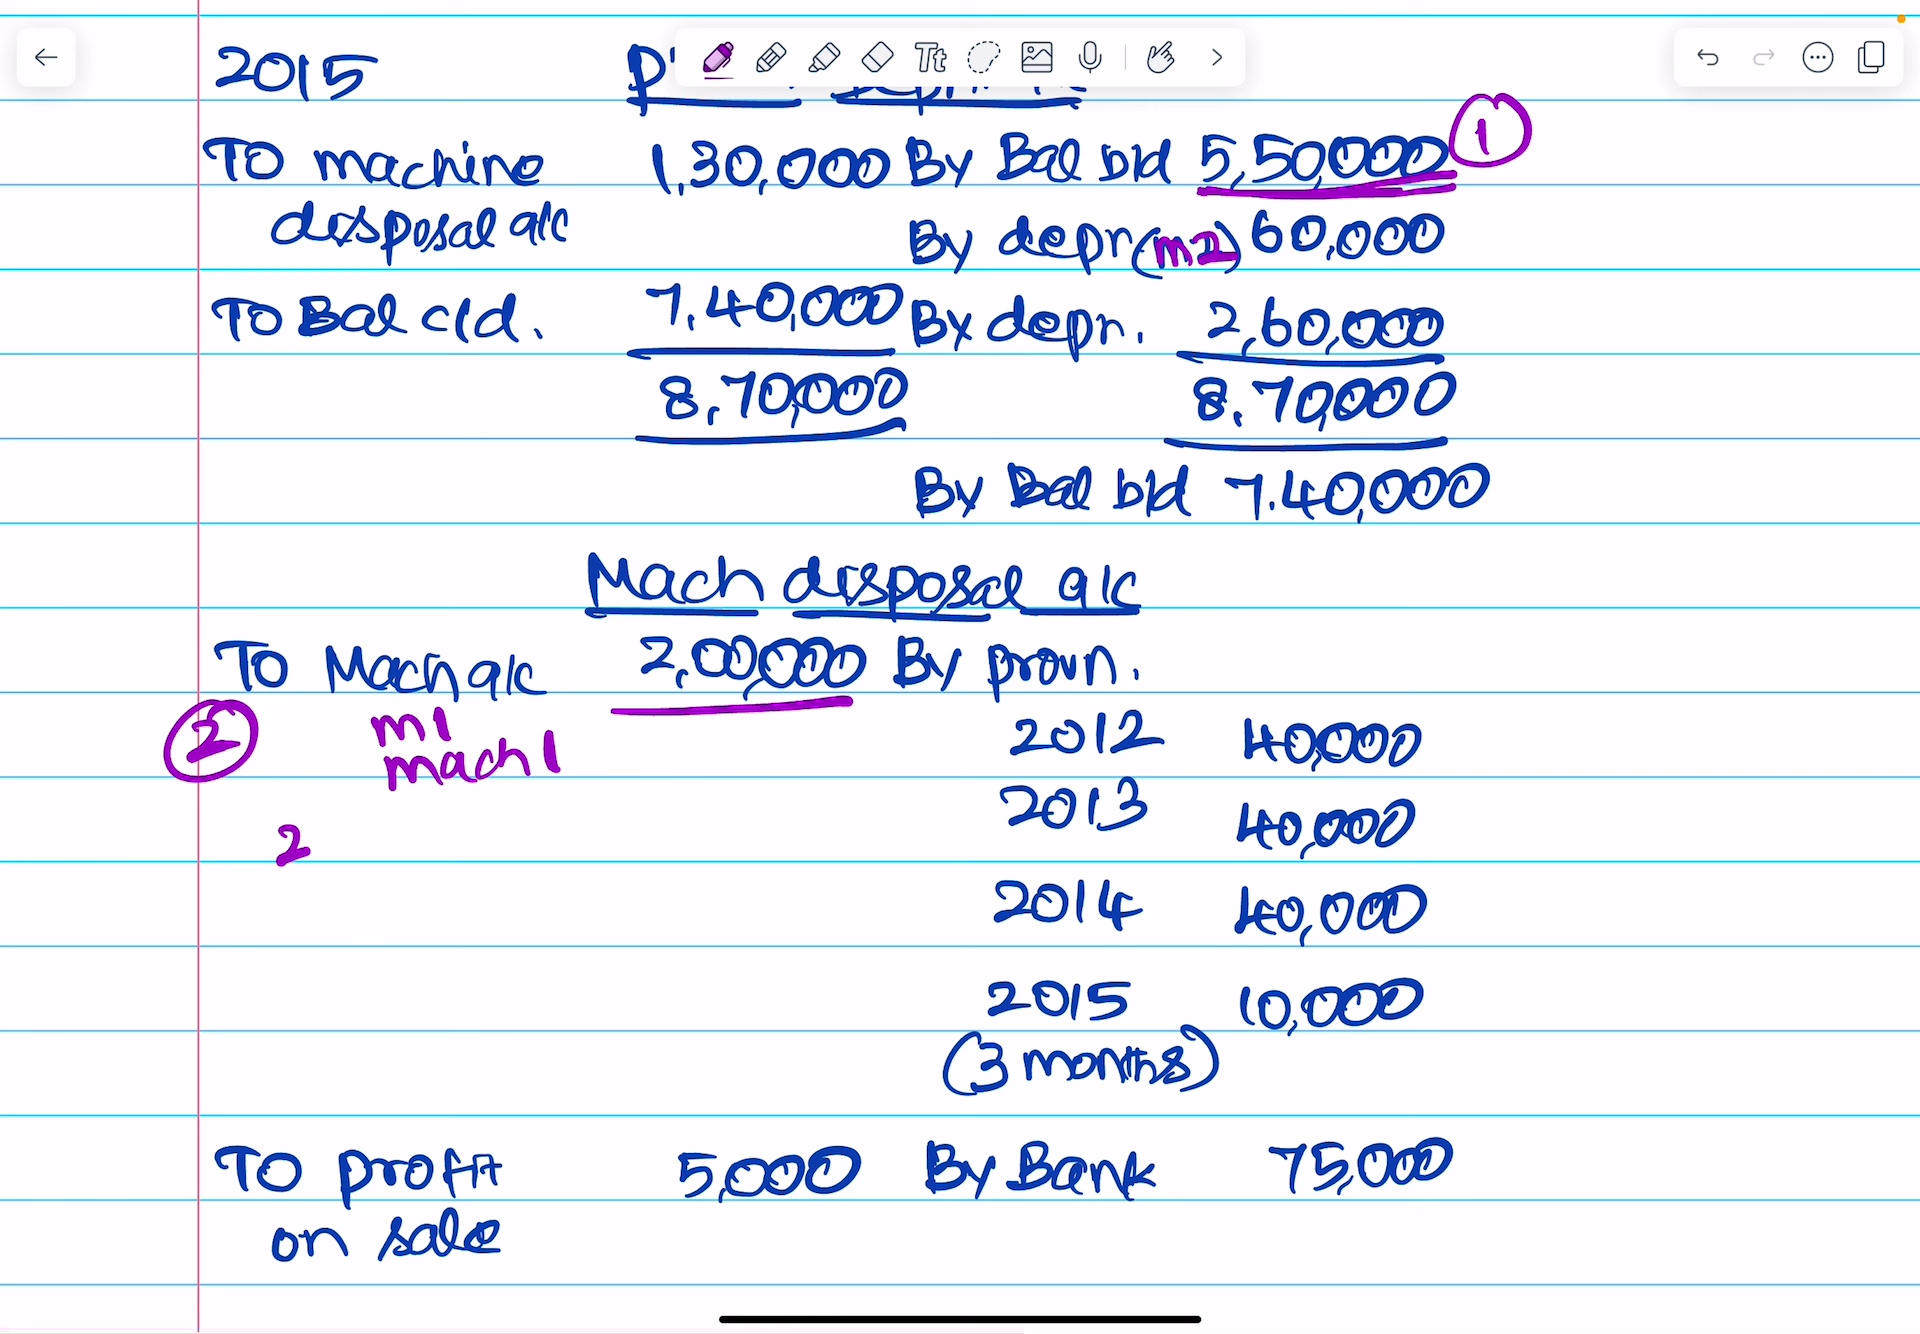 2015
To machine 1,30,000 By Bal b/d 5,50,000 1
disposal a/c By depr(m2) 60,000
To Bal c/d. 7,40,000 By depr. 2,60,000
8,70,000 8,70,000
By Bal b/d 7,40,000
Mach disposal a/c
To Mach a/c 2,00,000 By provn.
2 m1 2012 40,000
mach 1
2013 40,000
2
2014 40,000
2015 10,000
(3 months)
To profit 5,000 By Bank 75,000
on sale